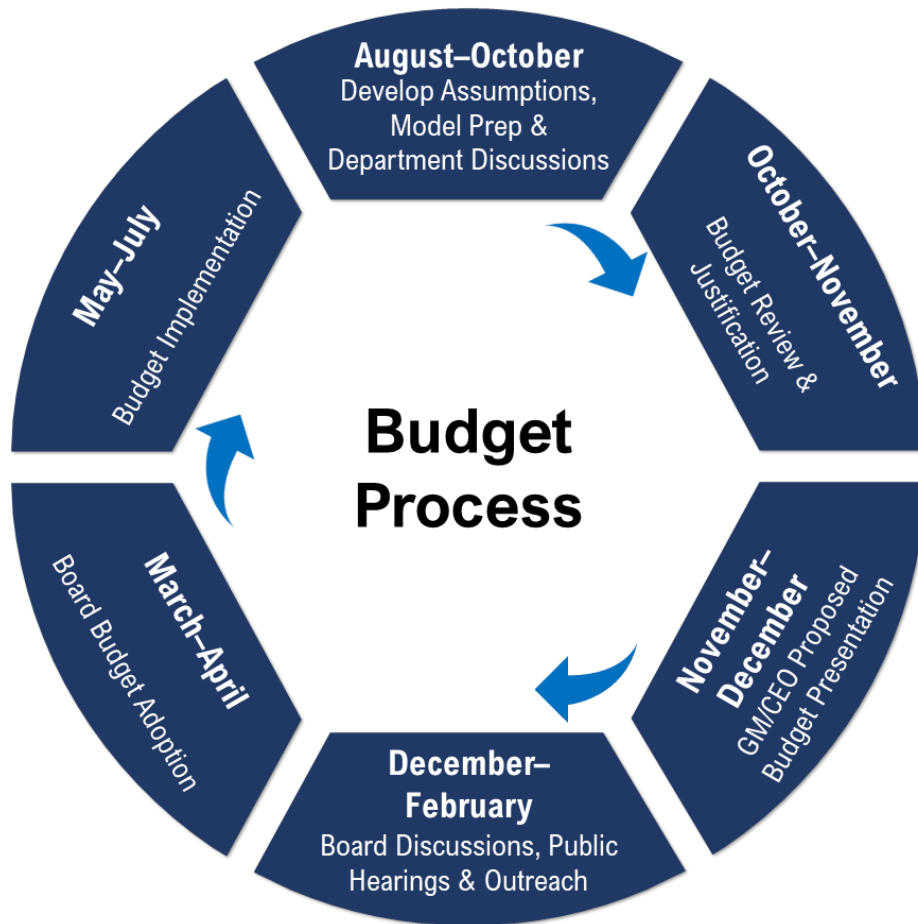 August–October
Develop Assumptions,
Model Prep &
Department Discussions
October–November
Budget Review &
Justification
November–
December
GM/CEO Proposed
Budget Presentation
December–
February
Board Discussions, Public
Hearings & Outreach
March–April
Board Budget Adoption
May–July
Budget Implementation
Budget
Process